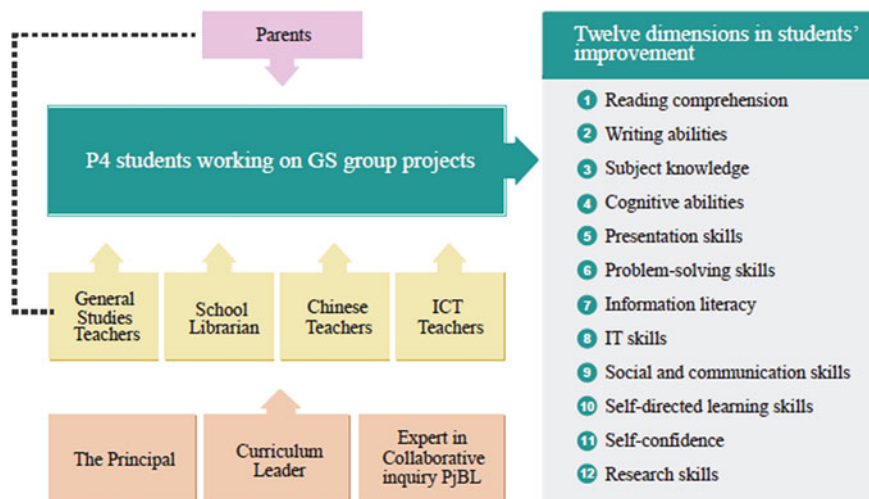 Parents
P4 students working on GS group projects
General
Studies
Teachers
School
Librarian
Chinese
Teachers
ICT
Teachers
The Principal
Curriculum
Leader
Expert in
Collaborative
inquiry PjBL
Twelve dimensions in students'
improvement
1 Reading comprehension
2 Writing abilities
3 Subject knowledge
4 Cognitive abilities
5 Presentation skills
6 Problem-solving skills
7 Information literacy
8 IT skills
9 Social and communication skills
10 Self-directed learning skills
11 Self-confidence
12 Research skills